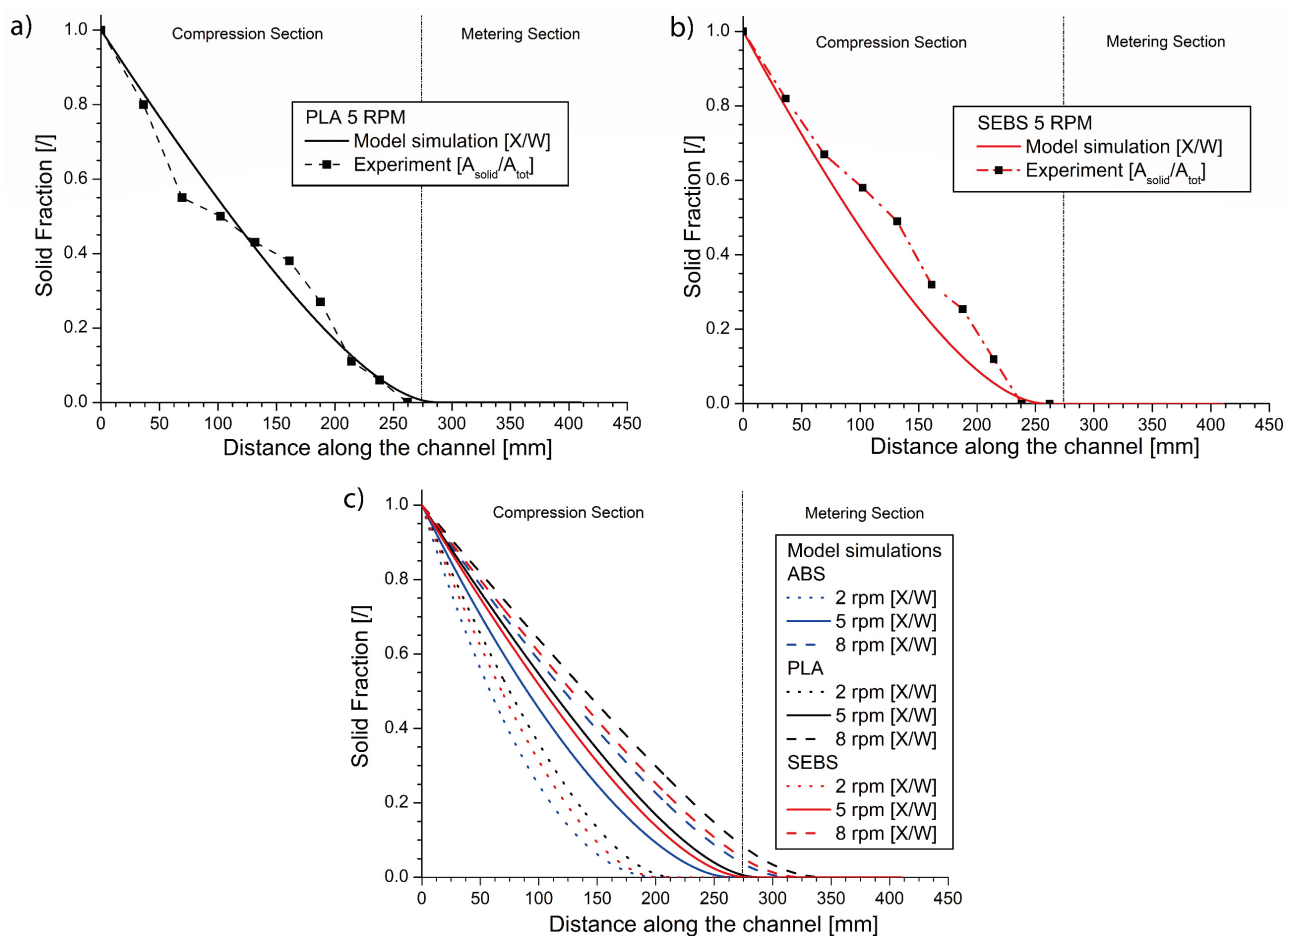 a)
Compression Section
Metering Section
PLA 5 RPM
Model simulation [X/W]
Experiment [Asolid/Atot]
Solid Fraction [/]
1.0
0.8
0.6
0.4
0.2
0.0
0 50 100 150 200 250 300 350 400 450
Distance along the channel [mm]
b)
Compression Section
Metering Section
SEBS 5 RPM
Model simulation [X/W]
Experiment [Asolid/Atot]
Solid Fraction [/]
1.0
0.8
0.6
0.4
0.2
0.0
0 50 100 150 200 250 300 350 400 450
Distance along the channel [mm]
c)
Compression Section
Metering Section
Model simulations
ABS
2 rpm [X/W]
5 rpm [X/W]
8 rpm [X/W]
PLA
2 rpm [X/W]
5 rpm [X/W]
8 rpm [X/W]
SEBS
2 rpm [X/W]
5 rpm [X/W]
8 rpm [X/W]
Solid Fraction [/]
1.0
0.8
0.6
0.4
0.2
0.0
0 50 100 150 200 250 300 350 400 450
Distance along the channel [mm]